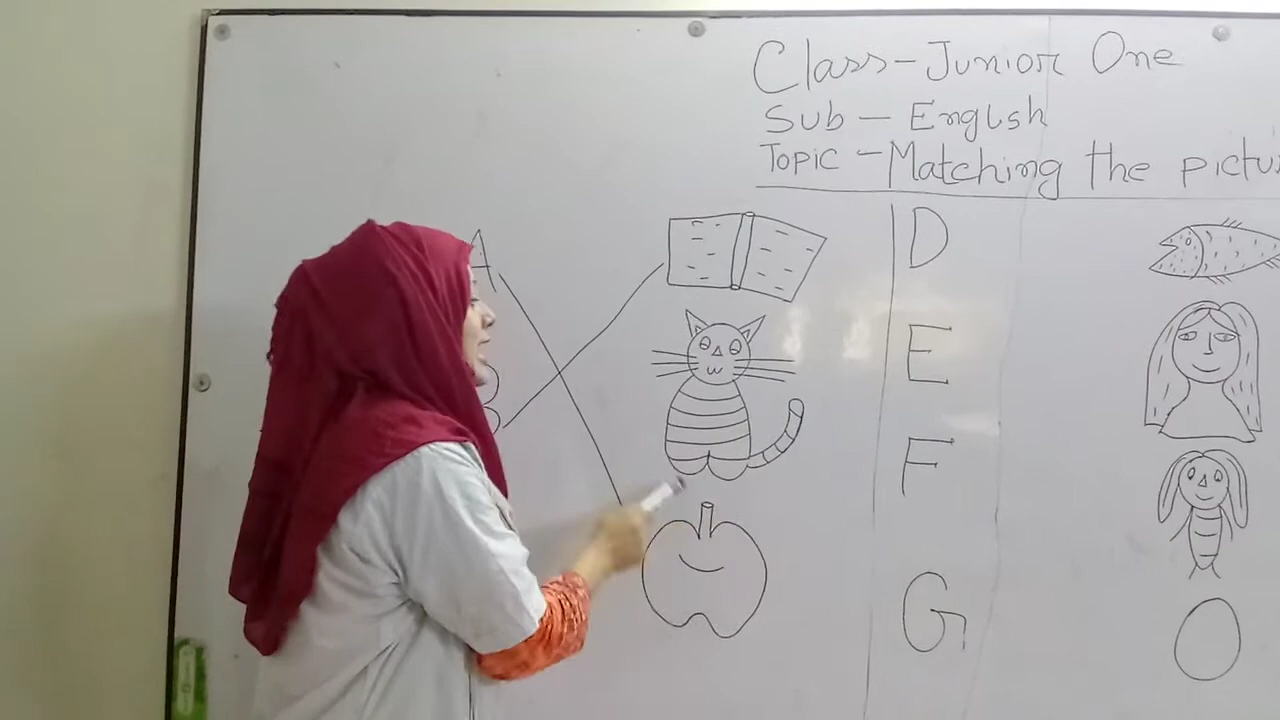 Class-Junior One
Sub - English
Topic - Matching the
A
B
D
E
F
G